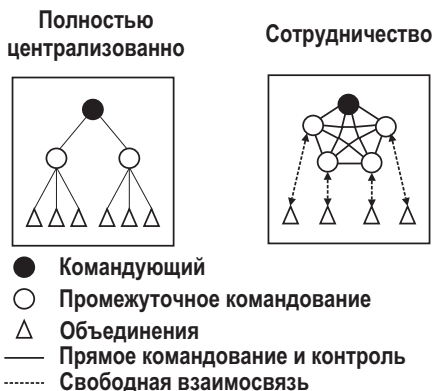 Полностью
централизованно
Сотрудничество
Командующий
Промежуточное командование
Объединения
Прямое командование и контроль
Свободная взаимосвязь